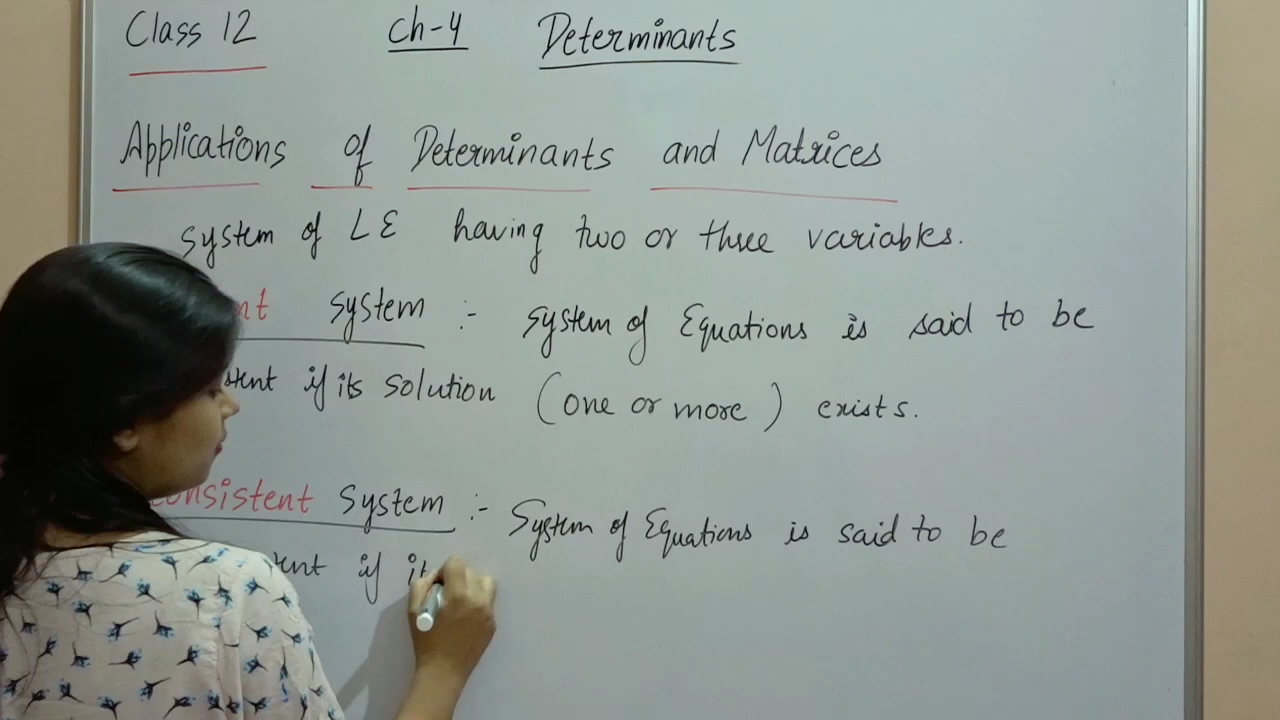 Class 12 Ch-4 Determinants
Applications of Determinants and Matrices
System of LE having two or three variables.
System :- System of Equations is said to be
if its solution (one or more) exists.
consistent System :- System of Equations is said to be
if it